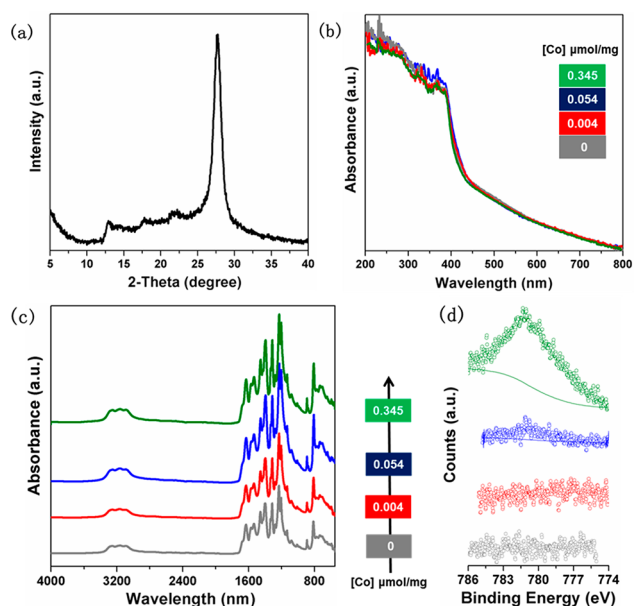 (a)
Intensity (a.u.)
5 10 15 20 25 30 35 40
2-Theta (degree)
(b)
Absorbance (a.u.)
[Co] μmol/mg
0.345
0.054
0.004
0
200 300 400 500 600 700 800
Wavelength (nm)
(c)
Absorbance (a.u.)
4000 3200 2400 1600 800
Wavelength (nm)
0.345
0.054
0.004
0
[Co] μmol/mg
(d)
Counts (a.u.)
786 783 780 777 774
Binding Energy (eV)